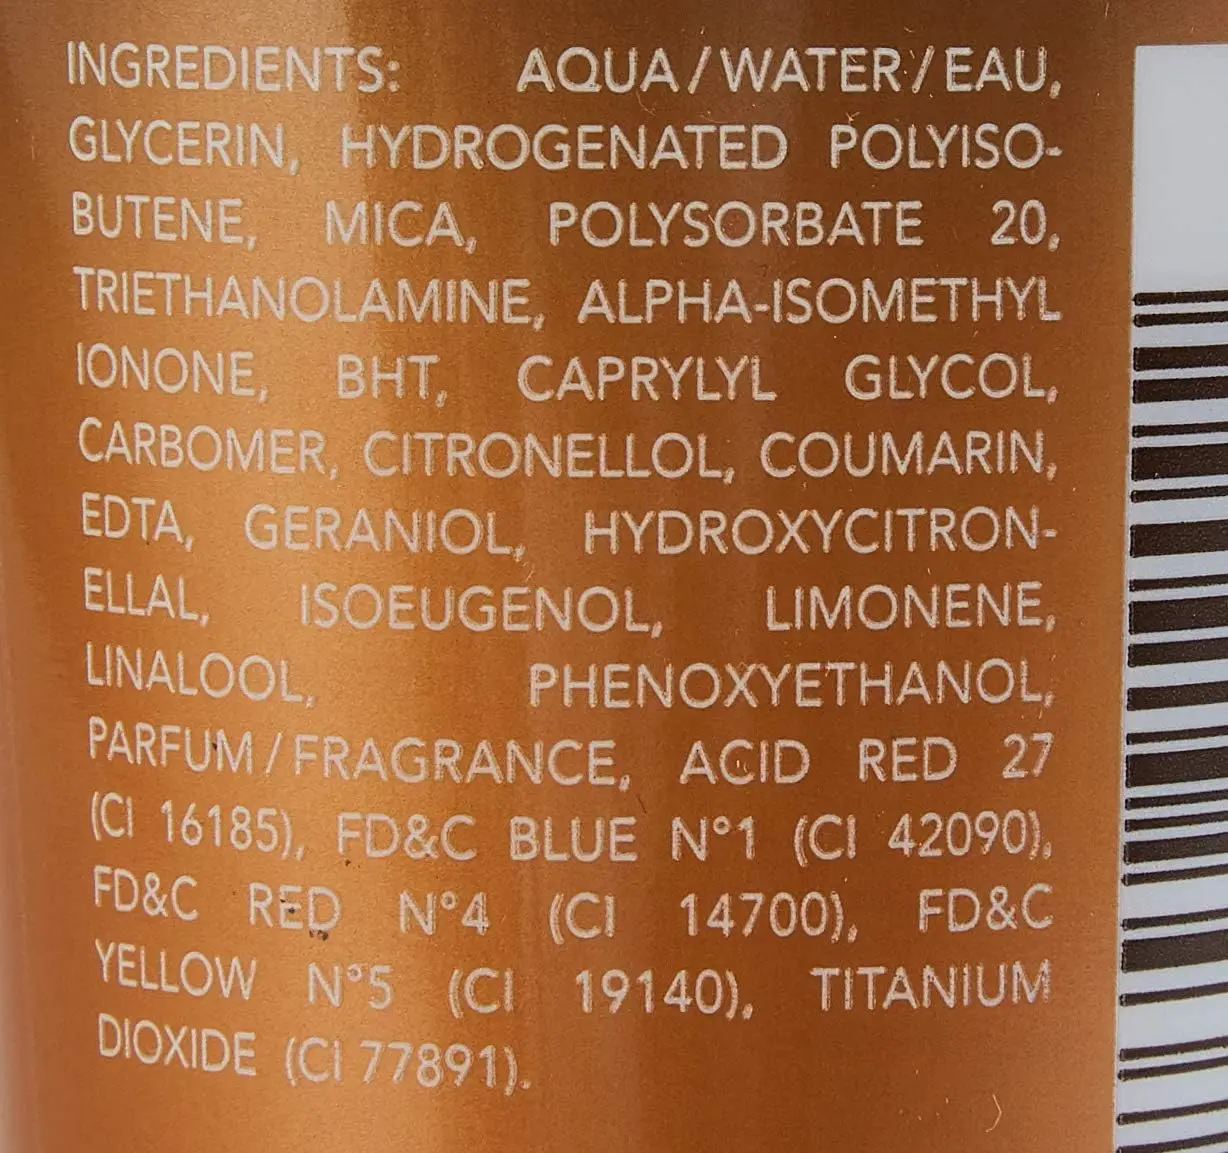 INGREDIENTS: AQUA/WATER/EAU,
GLYCERIN, HYDROGENATED POLYISO-
BUTENE, MICA, POLYSORBATE 20,
TRIETHANOLAMINE, ALPHA-ISOMETHYL
IONONE, BHT, CAPRYLYL GLYCOL,
CARBOMER, CITRONELLOL, COUMARIN,
EDTA, GERANIOL, HYDROXYCITRON-
ELLAL, ISOEUGENOL, LIMONENE,
LINALOOL, PHENOXYETHANOL,
PARFUM/FRAGRANCE, ACID RED 27
(CI 16185), FD&C BLUE N°1 (CI 42090),
FD&C RED N°4 (CI 14700), FD&C
YELLOW N°5 (CI 19140), TITANIUM
DIOXIDE (CI 77891).